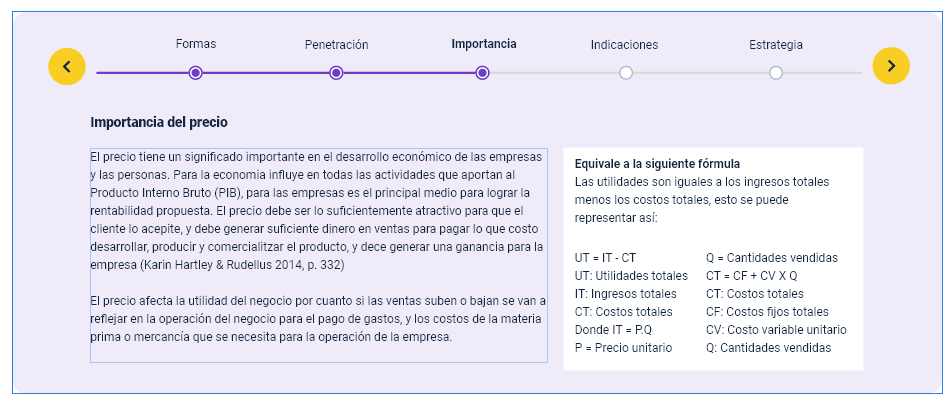 Formas
Penetración
Importancia
Indicaciones
Estrategia
Importancia del precio
El precio tiene un significado importante en el desarrollo económico de las empresas
y las personas. Para la economia influye en todas las actividades que aportan al
Producto Interno Bruto (PIB), para las empresas es el principal medio para lograr la
rentabilidad propuesta. El precio debe ser lo suficientemente atractivo para que el
cliente lo acepite, y debe generar suficiente dinero en ventas para pagar lo que costo
desarrollar, producir y comercialitzar el producto, y dece generar una ganancia para la
empresa (Karin Hartley & Rudellus 2014, p. 332)
El precio afecta la utilidad del negocio por cuanto si las ventas suben o bajan se van a
reflejar en la operación del negocio para el pago de gastos, y los costos de la materia
prima o mercancía que se necesita para la operación de la empresa.
Equivale a la siguiente fórmula
Las utilidades son iguales a los ingresos totales
menos los costos totales, esto se puede
representar así:
UT = IT - CT
UT: Utilidades totales
IT: Ingresos totales
CT: Costos totales
Donde IT = P.Q
P = Precio unitario
Q = Cantidades vendidas
CT = CF + CV X Q
CT: Costos totales
CF: Costos fijos totales
CV: Costo variable unitario
Q: Cantidades vendidas